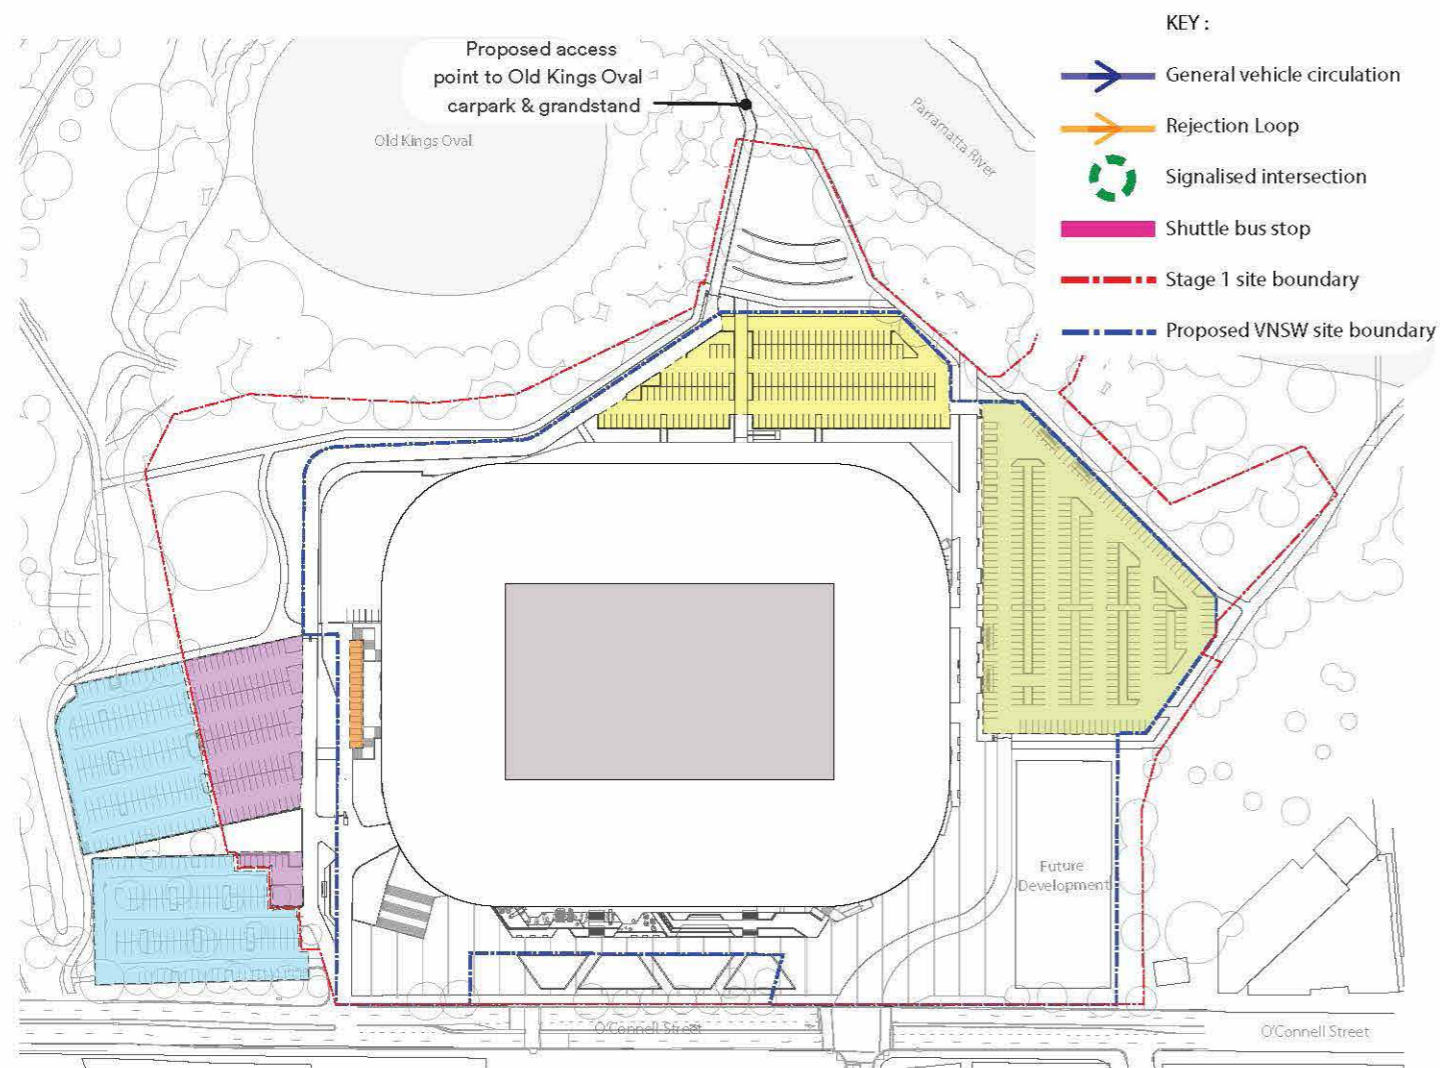 KEY :
General vehicle circulation
Rejection Loop
Signalised intersection
Shuttle bus stop
Stage 1 site boundary
Proposed VNSW site boundary
Proposed access
point to Old Kings Oval
carpark & grandstand
Old Kings Oval
Parramatta River
Future
Development
O'Connell Street
O'Connell Street